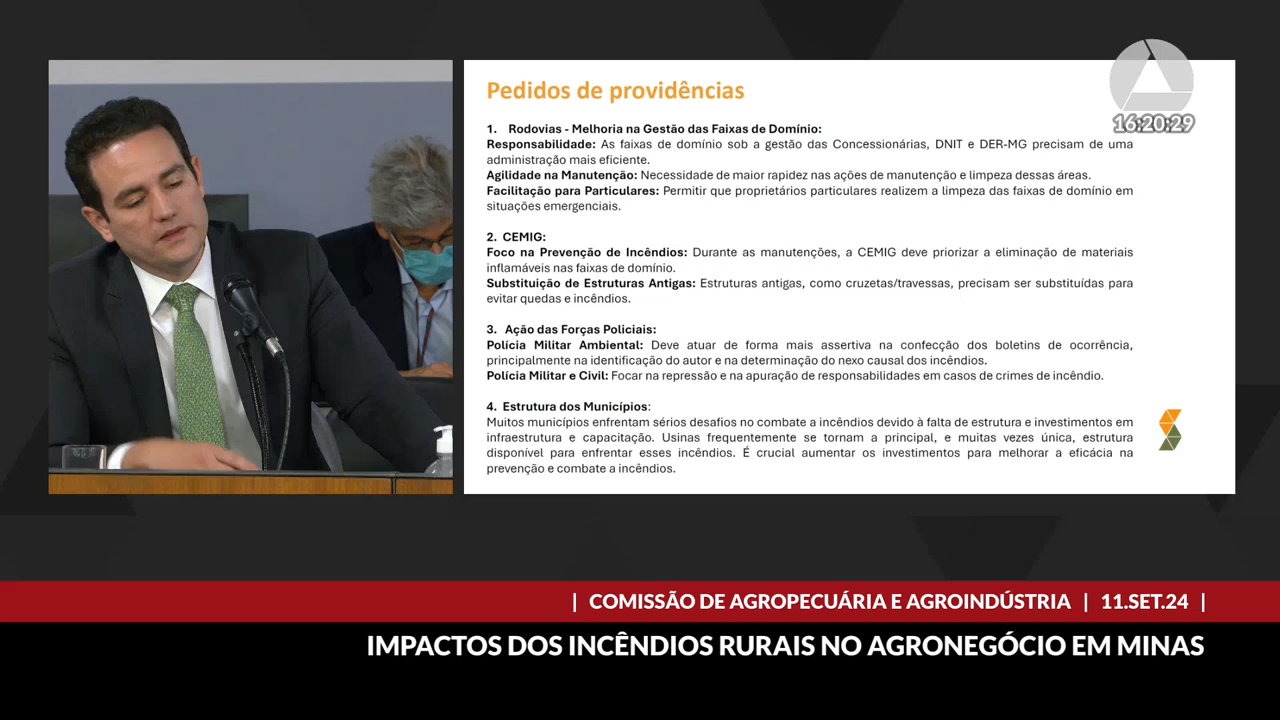 Pedidos de providências
16:20:29
1. Rodovias - Melhoria na Gestão das Faixas de Domínio:
Responsabilidade: As faixas de domínio sob a gestão das Concessionárias, DNIT e DER-MG precisam de uma
administração mais eficiente.
Agilidade na Manutenção: Necessidade de maior rapidez nas ações de manutenção e limpeza dessas áreas.
Facilitação para Particulares: Permitir que proprietários particulares realizem a limpeza das faixas de domínio em
situações emergenciais.
2. CEMIG:
Foco na Prevenção de Incêndios: Durante as manutenções, a CEMIG deve priorizar a eliminação de materiais
inflamáveis nas faixas de domínio.
Substituição de Estruturas Antigas: Estruturas antigas, como cruzetas/travessas, precisam ser substituídas para
evitar quedas e incêndios.
3. Ação das Forças Policiais:
Polícia Militar Ambiental: Deve atuar de forma mais assertiva na confecção dos boletins de ocorrência,
principalmente na identificação do autor e na determinação do nexo causal dos incêndios.
Polícia Militar e Civil: Focar na repressão e na apuração de responsabilidades em casos de crimes de incêndio.
4. Estrutura dos Municípios:
Muitos municípios enfrentam sérios desafios no combate a incêndios devido à falta de estrutura e investimentos em
infraestrutura e capacitação. Usinas frequentemente se tornam a principal, e muitas vezes única, estrutura
disponível para enfrentar esses incêndios. É crucial aumentar os investimentos para melhorar a eficácia na
prevenção e combate a incêndios.
| COMISSÃO DE AGROPECUÁRIA E AGROINDÚSTRIA | 11.SET.24 |
IMPACTOS DOS INCÊNDIOS RURAIS NO AGRONEGÓCIO EM MINAS